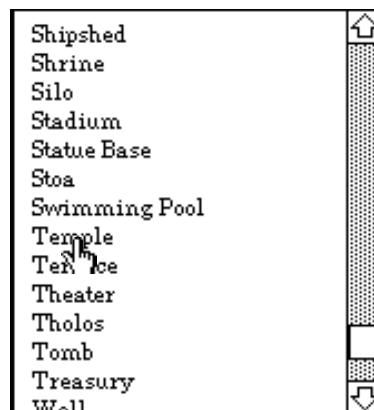 Shipshed
Shrine
Silo
Stadium
Statue Base
Stoa
Swimming Pool
Temple
Theater
Tholos
Tomb
Treasury